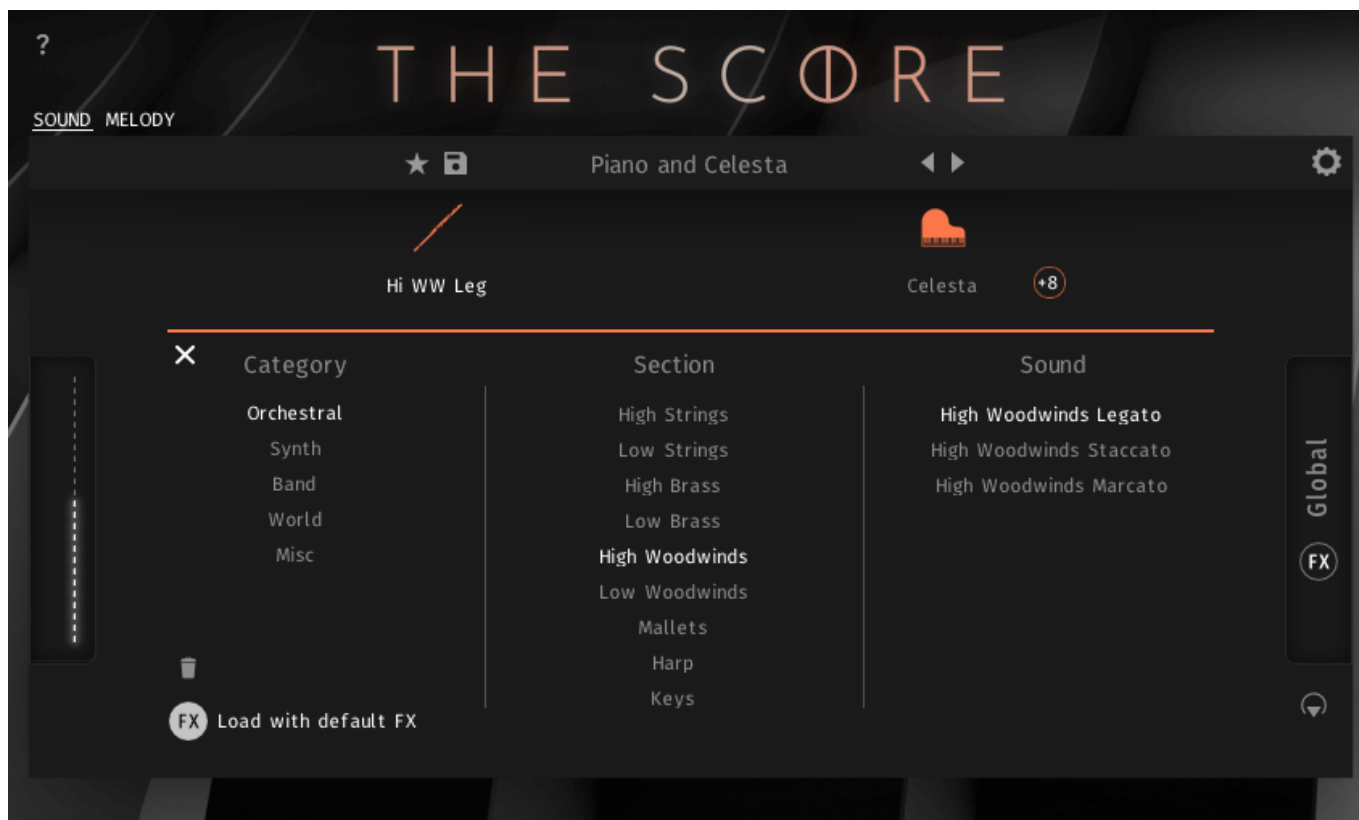 ?
THE SCORE
SOUND MELODY
Piano and Celesta
Hi WW Leg
Celesta +8
Category
Orchestral
Synth
Band
World
Misc
Section
High Strings
Low Strings
High Brass
Low Brass
High Woodwinds
Low Woodwinds
Mallets
Harp
Keys
Sound
High Woodwinds Legato
High Woodwinds Staccato
High Woodwinds Marcato
FX Load with default FX
Global
FX